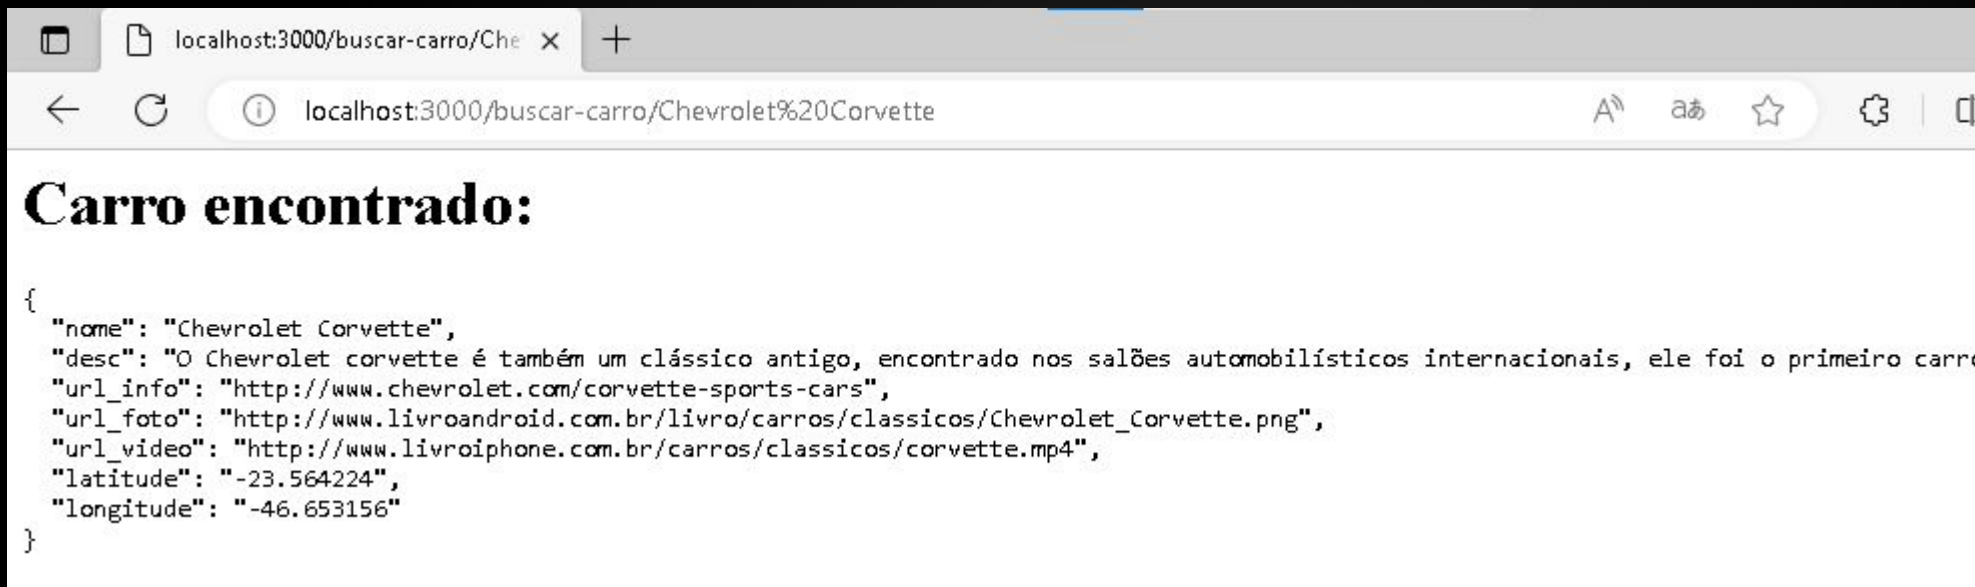 localhost:3000/buscar-carro/Che
localhost:3000/buscar-carro/Chevrolet%20Corvette
Carro encontrado:
{
"nome": "Chevrolet Corvette",
"desc": "O Chevrolet corvette é também um clássico antigo, encontrado nos salões automobilísticos internacionais, ele foi o primeiro carro
"url_info": "http://www.chevrolet.com/corvette-sports-cars",
"url_foto": "http://www.livroandroid.com.br/livro/carros/classicos/Chevrolet_Corvette.png",
"url_video": "http://www.livroiphone.com.br/carros/classicos/corvette.mp4",
"latitude": "-23.564224",
"longitude": "-46.653156"
}